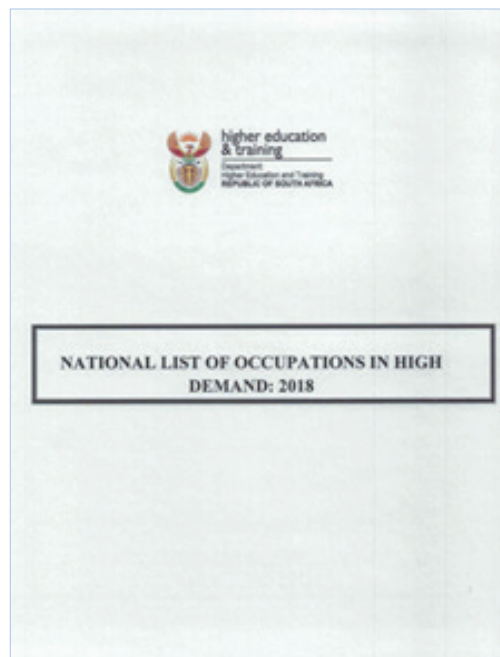 higher education
& training
Department:
Higher Education and Training
REPUBLIC OF SOUTH AFRICA
NATIONAL LIST OF OCCUPATIONS IN HIGH
DEMAND: 2018